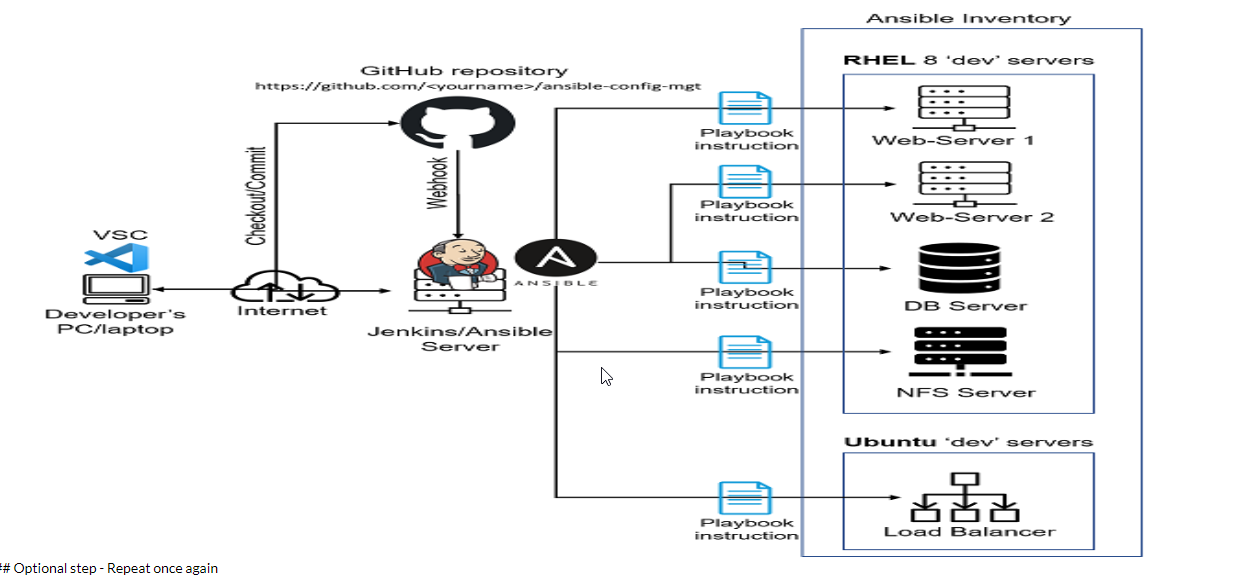 Ansible Inventory
RHEL 8 ‘dev’ servers
GitHub repository
https://github.com/<yourname>/ansible-config-mgt
Playbook
instruction
Web-Server 1
Checkout/Commit
Webhook
Playbook
instruction
Web-Server 2
VSC
ANSIBLE
Playbook
instruction
DB Server
Developer’s
PC/laptop
Internet
Jenkins/Ansible
Server
Playbook
instruction
NFS Server
Ubuntu ‘dev’ servers
Playbook
instruction
Load Balancer
## Optional step - Repeat once again